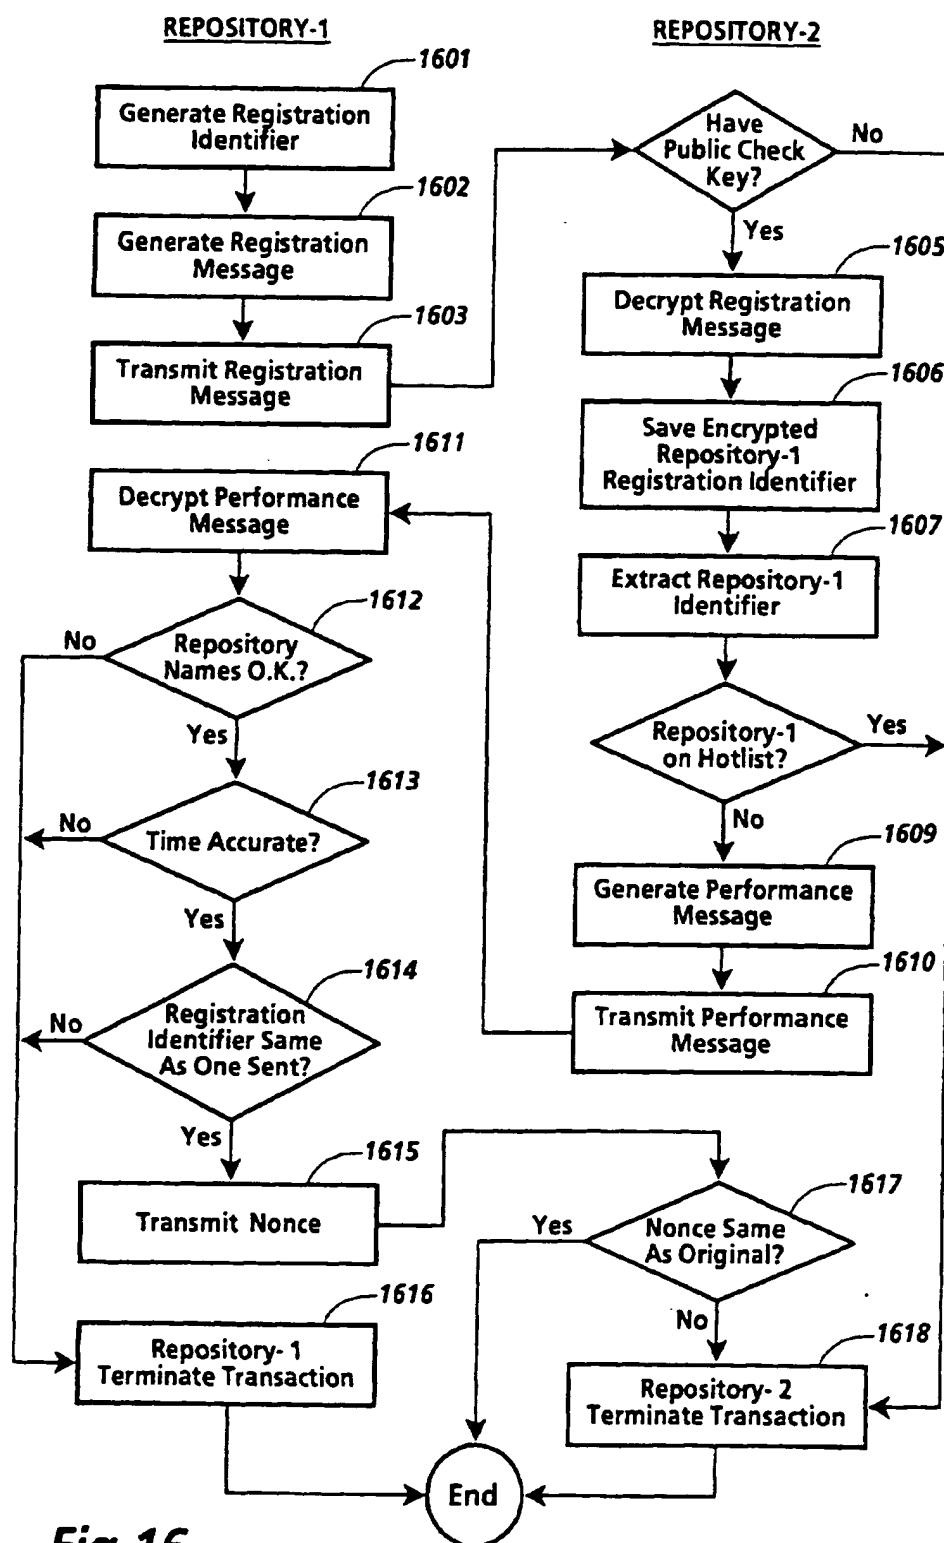 REPOSITORY-1
1601
Generate Registration
Identifier
1602
Generate Registration
Message
1603
Transmit Registration
Message
1611
Decrypt Performance
Message
1612
Repository
Names O.K.?
No
Yes
1613
Time Accurate?
No
Yes
1614
Registration
Identifier Same
As One Sent?
No
Yes
1615
Transmit Nonce
1616
Repository- 1
Terminate Transaction
REPOSITORY-2
Have
Public Check
Key?
No
Yes
1605
Decrypt Registration
Message
1606
Save Encrypted
Repository-1
Registration Identifier
1607
Extract Repository-1
Identifier
Repository-1
on Hotlist?
Yes
No
1609
Generate Performance
Message
1610
Transmit Performance
Message
1617
Nonce Same
As Original?
Yes
No
1618
Repository- 2
Terminate Transaction
End
Fig. 16